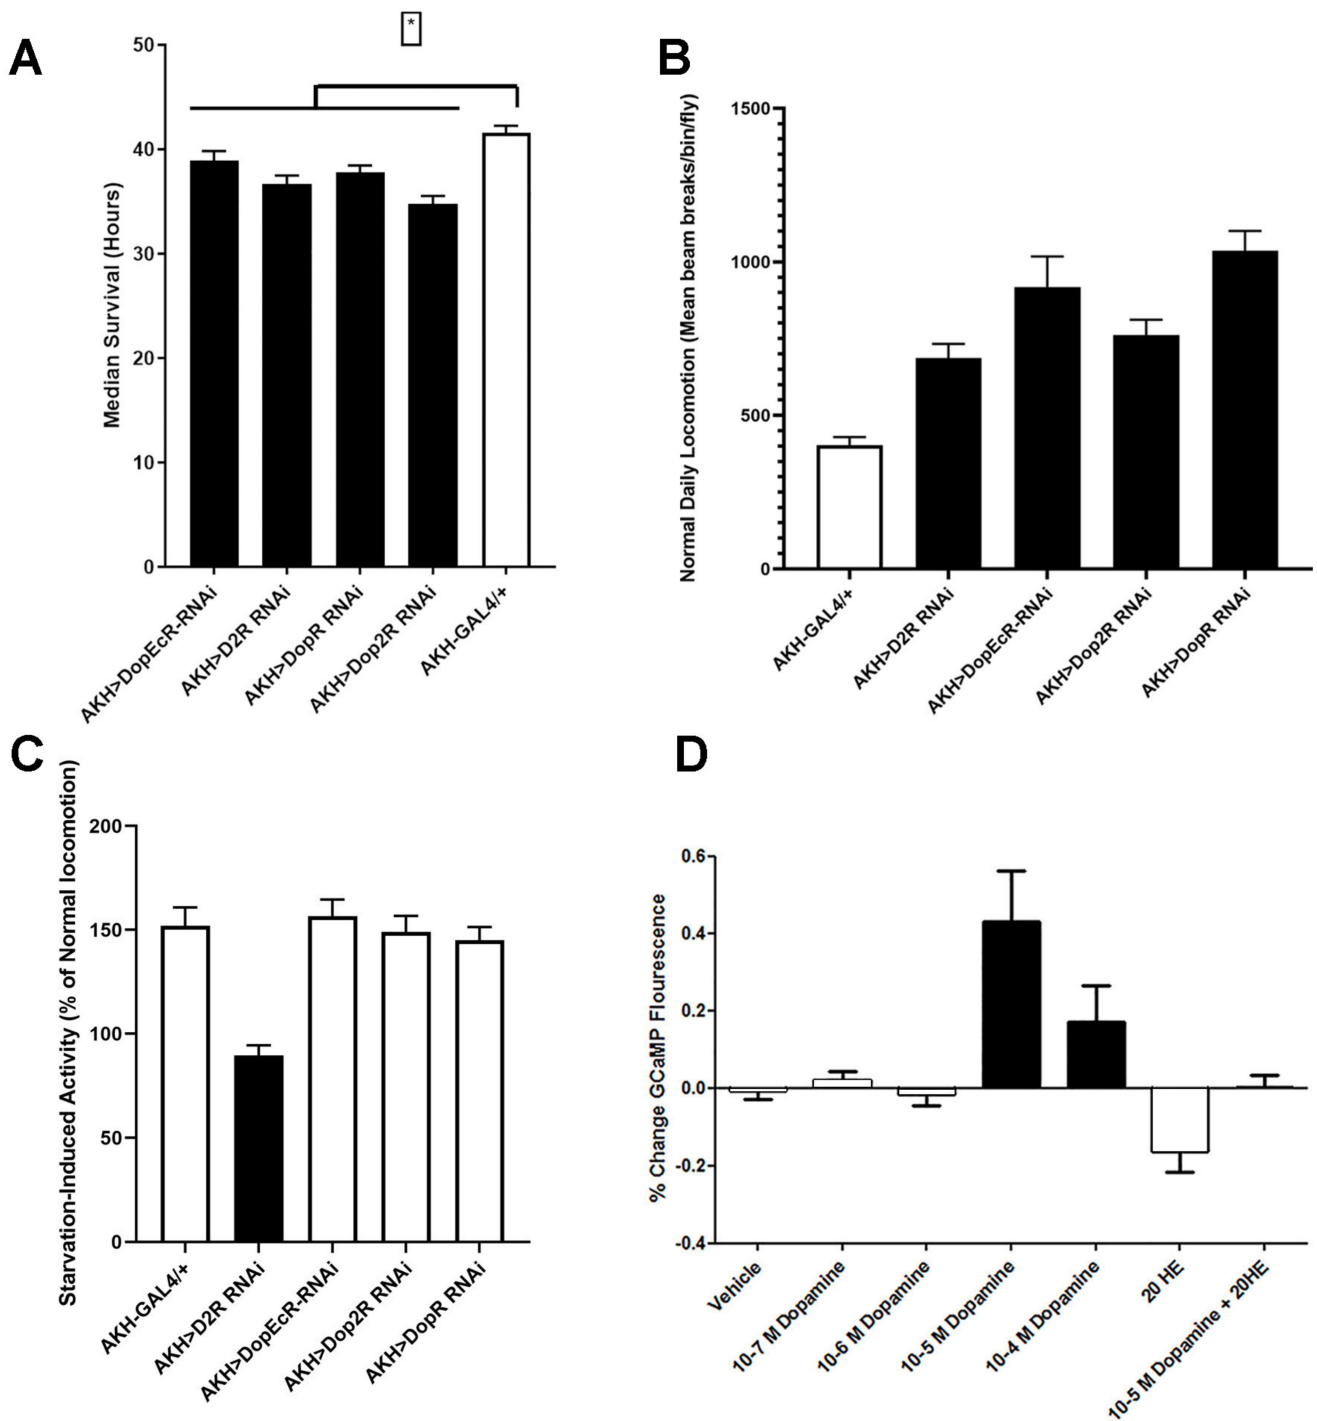 A
*
50
40
30
20
10
0
Median Survival (Hours)
AKH>DopEcR-RNAi
AKH>D2R RNAi
AKH>DopR RNAi
AKH>Dop2R RNAi
AKH-GAL4/+
B
1500
1000
500
0
Normal Daily Locomotion (Mean beam breaks/bin/fly)
AKH-GAL4/+
AKH>D2R RNAi
AKH>DopEcR-RNAi
AKH>Dop2R RNAi
AKH>DopR RNAi
C
200
150
100
50
0
Starvation-Induced Activity (% of Normal locomotion)
AKH-GAL4/+
AKH>D2R RNAi
AKH>DopEcR-RNAi
AKH>Dop2R RNAi
AKH>DopR RNAi
D
0.6
0.4
0.2
0.0
-0.2
-0.4
% Change GCaMP Flourescence
Vehicle
10-7 M Dopamine
10-6 M Dopamine
10-5 M Dopamine
10-4 M Dopamine
20 HE
10-5 M Dopamine + 20HE